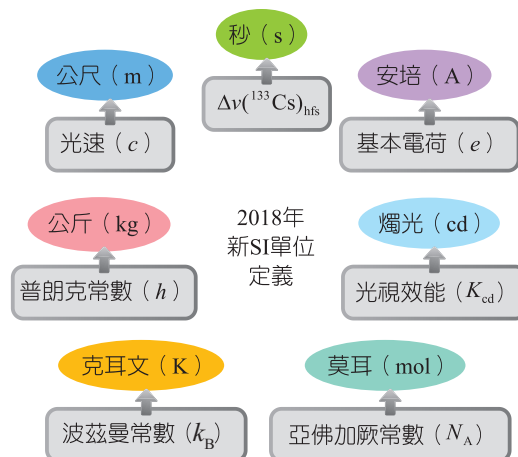 秒（s）
Δν(¹³³Cs)hfs
公尺（m）
光速（c）
安培（A）
基本電荷（e）
公斤（kg）
普朗克常數（h）
2018年
新SI單位
定義
燭光（cd）
光視效能（Kcd）
克耳文（K）
波茲曼常數（kB）
莫耳（mol）
亞佛加厥常數（NA）